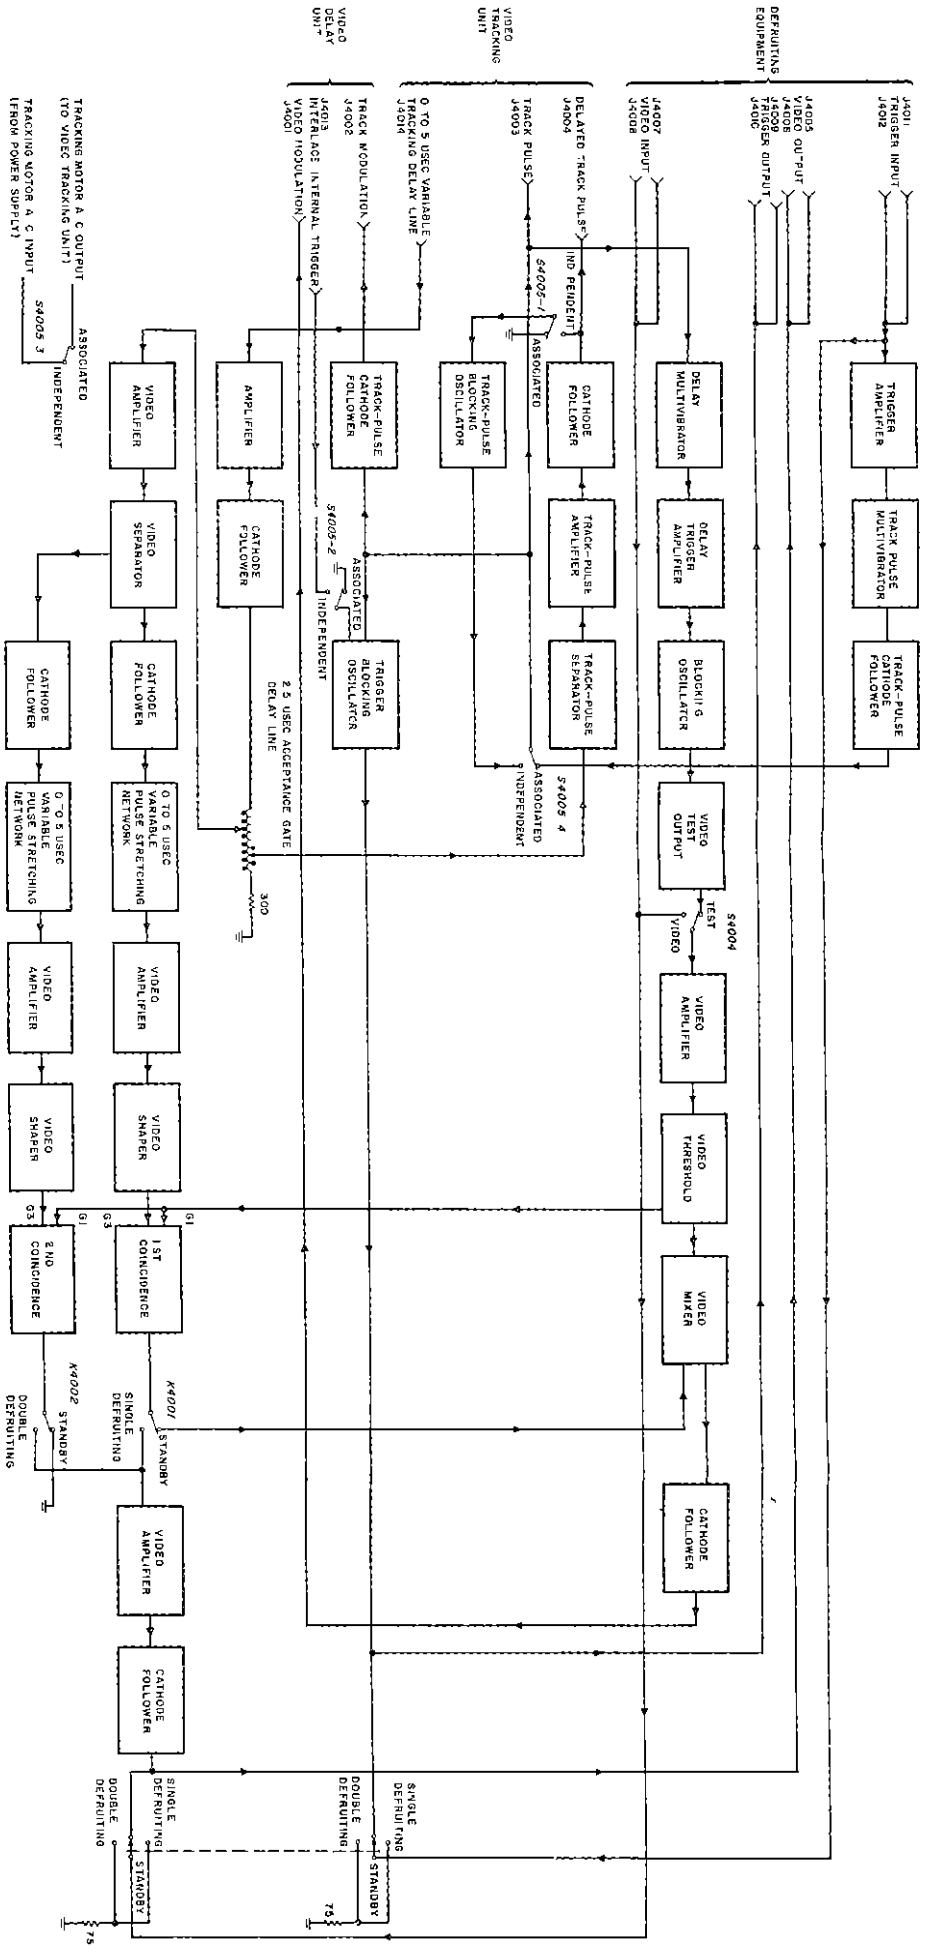 DEFRUITING
EQUIPMENT
J4011
TRIGGER INPUT
J4012
J4005
VIDEO OUTPUT
J4006
J4009
TRIGGER OUTPUT
J4010
J4007
VIDEO INPUT
J4008
VIDEO
TRACKING
UNIT
DELAYED TRACK PULSE
J4004
TRACK PULSE
J4003
0 TO 5 USEC VARIABLE
TRACKING DELAY LINE
J4014
VIDEO
DELAY
UNIT
TRACK MODULATION
J4002
J4013
INTERLACE INTERNAL TRIGGER
VIDEO MODULATION
J4001
TRACKING MOTOR A C OUTPUT
(TO VIDEO TRACKING UNIT)
TRACKING MOTOR A C INPUT
(FROM POWER SUPPLY)
ASSOCIATED
INDEPENDENT
S4005 3
TRIGGER
AMPLIFIER
TRACK PULSE
MULTIVIBRATOR
TRACK-PULSE
CATHODE
FOLLOWER
DELAY
MULTIVIBRATOR
DELAY
TRIGGER
AMPLIFIER
BLOCKING
OSCILLATOR
VIDEO
TEST
OUTPUT
TEST
VIDEO
S4004
VIDEO
AMPLIFIER
VIDEO
THRESHOLD
VIDEO
MIXER
CATHODE
FOLLOWER
IND PENDENT
ASSOCIATED
S4005-1
CATHODE
FOLLOWER
TRACK-PULSE
AMPLIFIER
TRACK-PULSE
SEPARATOR
TRACK-PULSE
BLOCKING
OSCILLATOR
ASSOCIATED
INDEPENDENT
S4005 4
TRACK-PULSE
CATHODE
FOLLOWER
TRIGGER
BLOCKING
OSCILLATOR
S4005-2
ASSOCIATED
INDEPENDENT
AMPLIFIER
CATHODE
FOLLOWER
2 5 USEC ACCEPTANCE GATE
DELAY LINE
300
VIDEO
AMPLIFIER
VIDEO
SEPARATOR
CATHODE
FOLLOWER
0 TO 5 USEC
VARIABLE
PULSE STRETCHING
NETWORK
VIDEO
AMPLIFIER
VIDEO
SHAPER
G1
G3
1ST
COINCIDENCE
K4001
STANDBY
SINGLE
DEFRUITING
VIDEO
AMPLIFIER
CATHODE
FOLLOWER
CATHODE
FOLLOWER
0 TO 5 USEC
VARIABLE
PULSE STRETCHING
NETWORK
VIDEO
AMPLIFIER
VIDEO
SHAPER
G1
G3
2ND
COINCIDENCE
K4002
STANDBY
DOUBLE
DEFRUITING
SINGLE
DEFRUITING
DOUBLE
DEFRUITING
STANDBY
75
SINGLE
DEFRUITING
DOUBLE
DEFRUITING
STANDBY
75